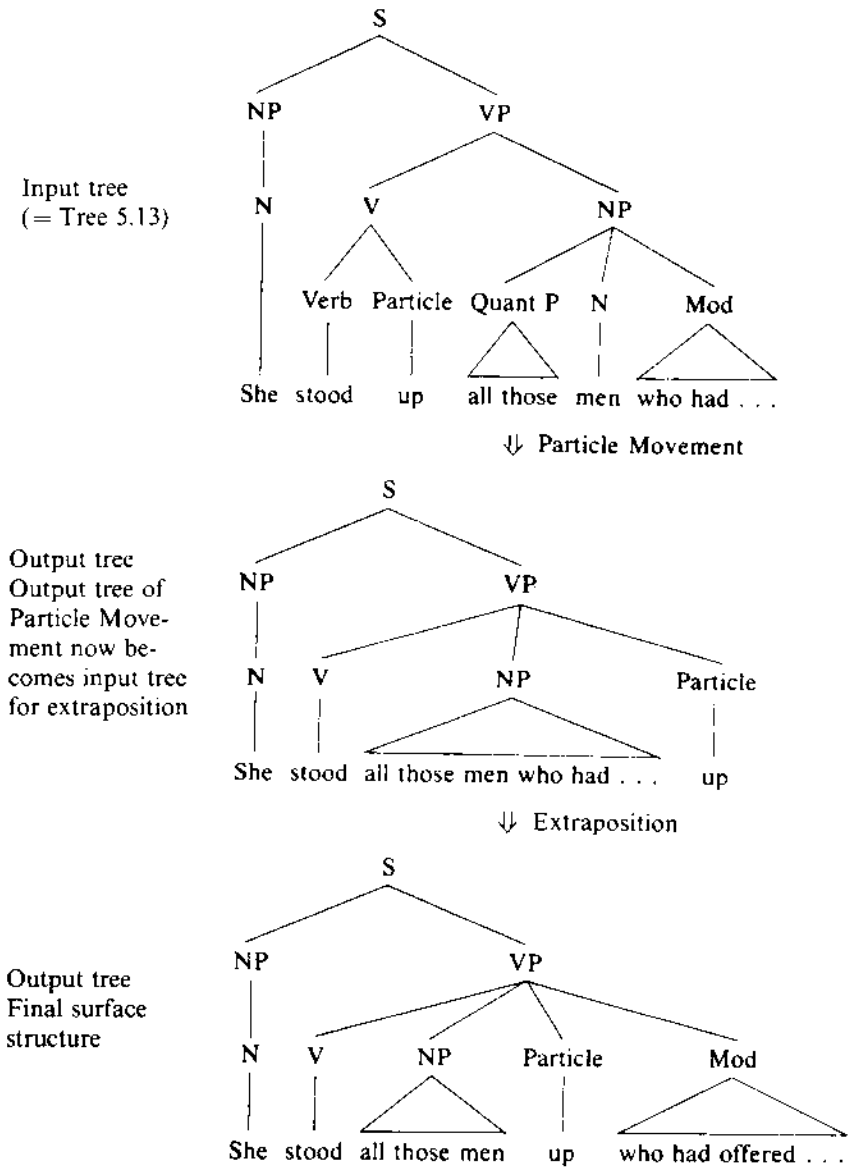 S
NP VP
Input tree
(= Tree 5.13)
N V NP
Verb Particle Quant P N Mod
She stood up all those men who had . . .
⇓ Particle Movement
S
Output tree
Output tree of
Particle Move-
ment now be-
comes input tree
for extraposition
NP VP
N V NP Particle
She stood all those men who had . . . up
⇓ Extraposition
S
NP VP
Output tree
Final surface
structure
N V NP Particle Mod
She stood all those men up who had offered . . .